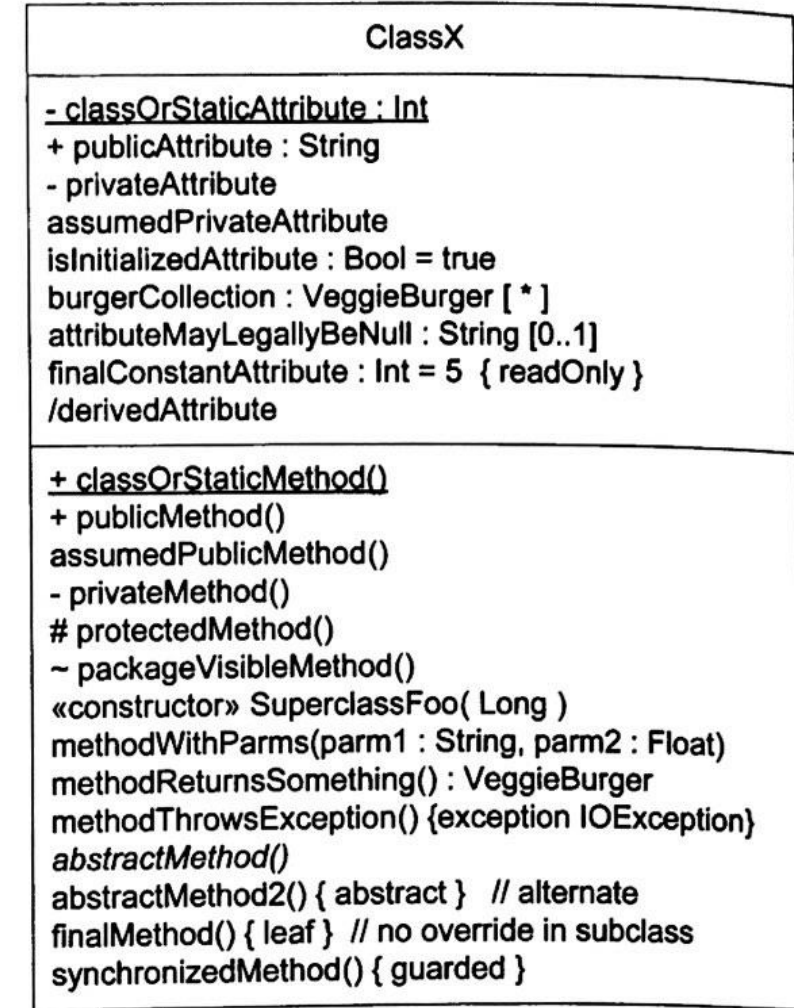 ClassX
- classOrStaticAttribute : Int
+ publicAttribute : String
- privateAttribute
assumedPrivateAttribute
isInitializedAttribute : Bool = true
burgerCollection : VeggieBurger [ * ]
attributeMayLegallyBeNull : String [0..1]
finalConstantAttribute : Int = 5 { readOnly }
/derivedAttribute
+ classOrStaticMethod()
+ publicMethod()
assumedPublicMethod()
- privateMethod()
# protectedMethod()
~ packageVisibleMethod()
«constructor» SuperclassFoo( Long )
methodWithParms(parm1 : String, parm2 : Float)
methodReturnsSomething() : VeggieBurger
methodThrowsException() {exception IOException}
abstractMethod()
abstractMethod2() { abstract } // alternate
finalMethod() { leaf } // no override in subclass
synchronizedMethod() { guarded }